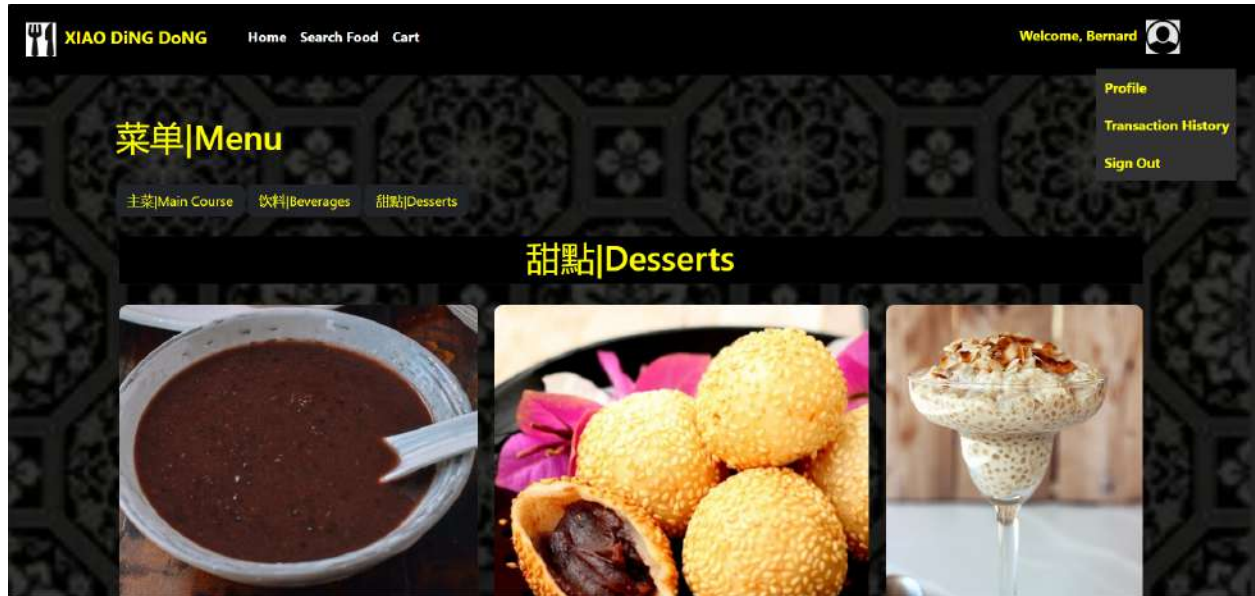 XIAO DiNG DoNG Home Search Food Cart Welcome, Bernard
Profile
Transaction History
Sign Out
菜单|Menu
主菜|Main Course 饮料|Beverages 甜點|Desserts
甜點|Desserts